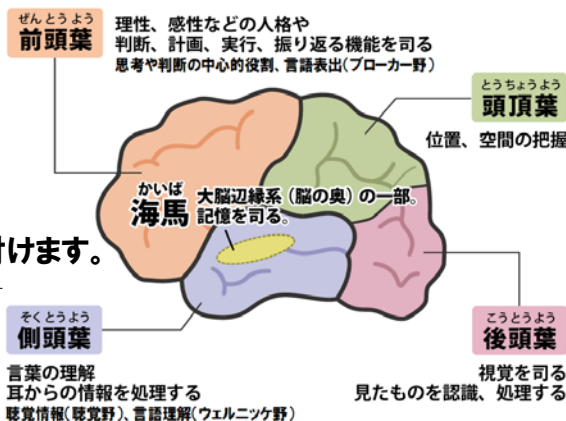 ぜんとうよう
前頭葉
理性、感性などの人格や
判断、計画、実行、振り返る機能を司る
思考や判断の中心的役割、言語表出(ブローカー野)
とうちょうよう
頭頂葉
位置、空間の把握
かいば
海馬
大脳辺縁系（脳の奥）の一部。
記憶を司る。
けます。
そくとうよう
側頭葉
言葉の理解
耳からの情報を処理する
聴覚情報(聴覚野)、言語理解(ウェルニッケ野)
こうとうよう
後頭葉
視覚を司る
見たものを認識、処理する